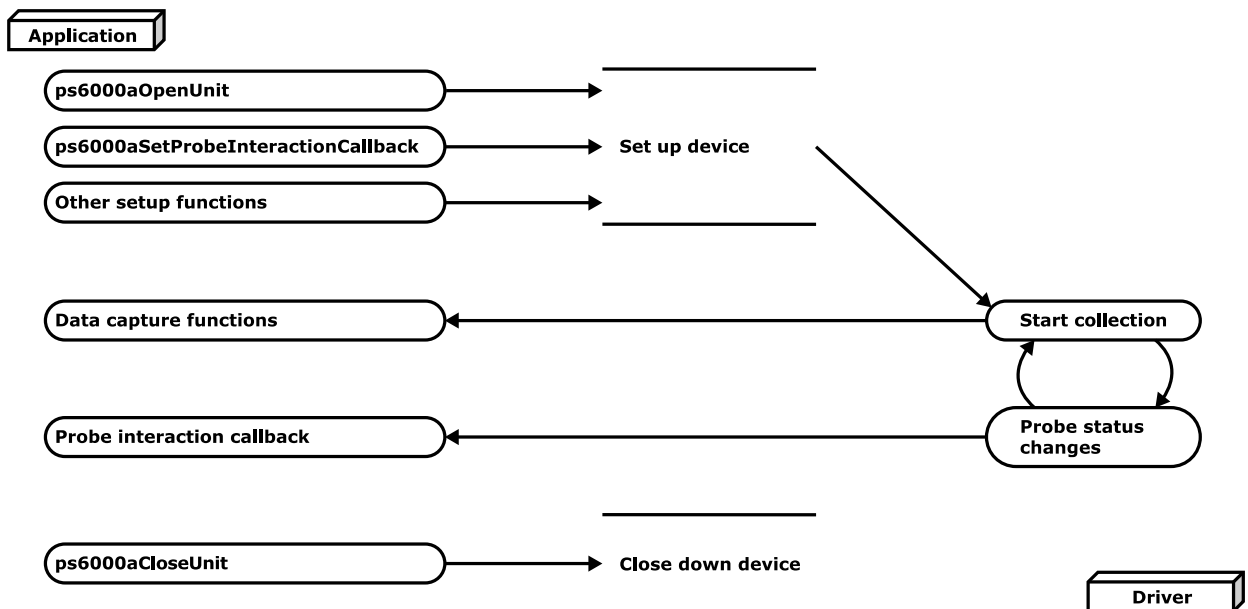 Application
ps6000aOpenUnit
ps6000aSetProbeInteractionCallback
Set up device
Other setup functions
Data capture functions
Start collection
Probe interaction callback
Probe status
changes
ps6000aCloseUnit
Close down device
Driver